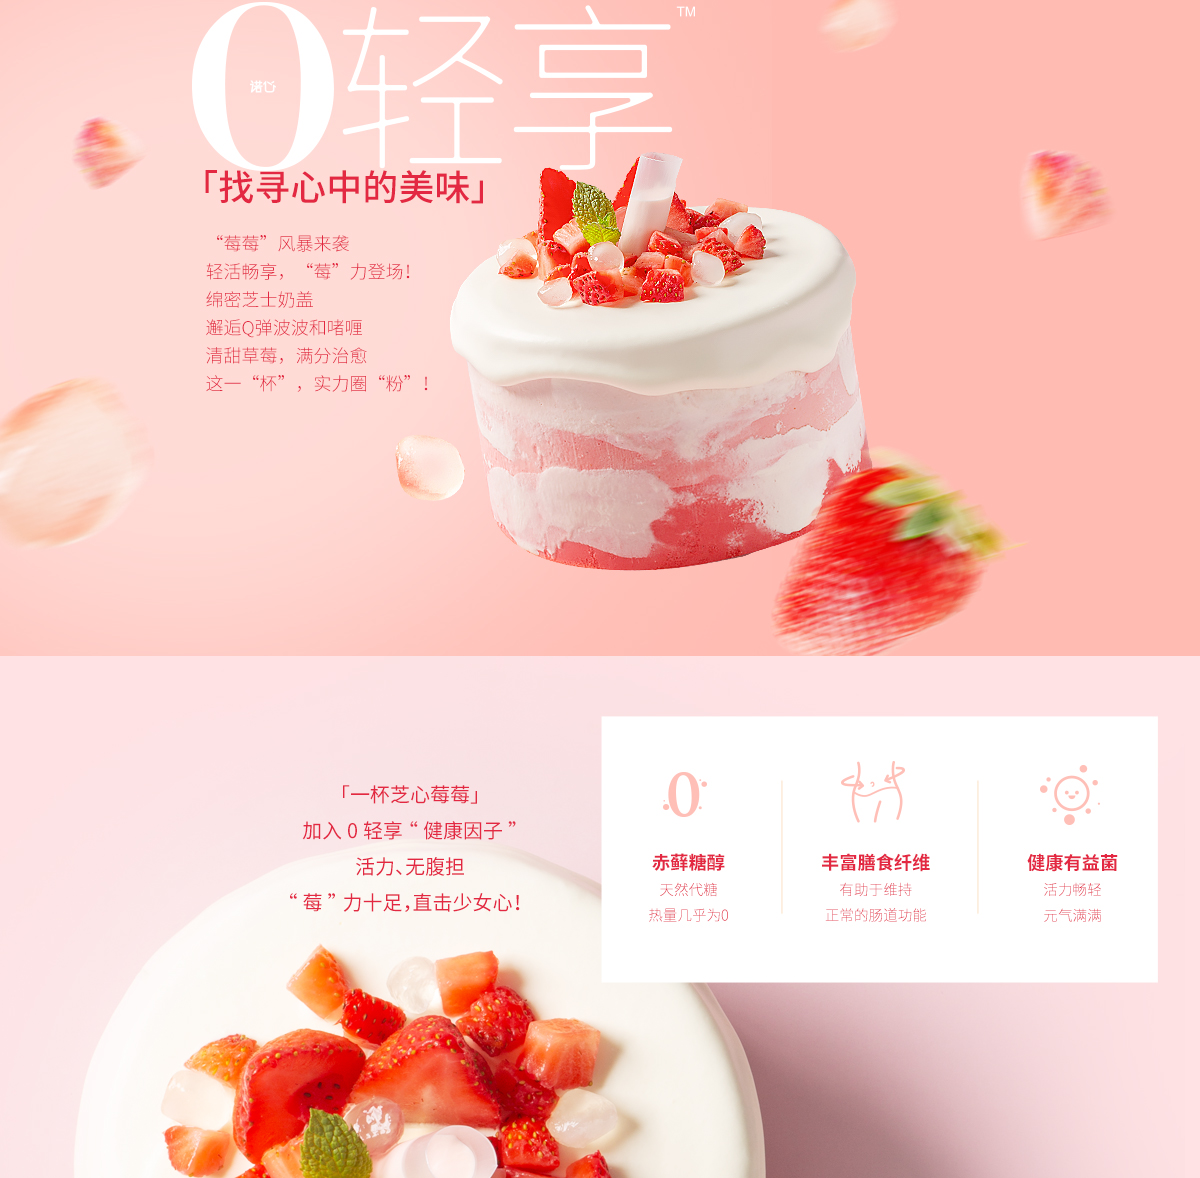 0轻享™
诺心
「找寻心中的美味」
“莓莓”风暴来袭
轻活畅享，“莓”力登场！
绵密芝士奶盖
邂逅Q弹波波和啫喱
清甜草莓，满分治愈
这一“杯”，实力圈“粉”！
「一杯芝心莓莓」
加入 0 轻享 “ 健康因子 ”
活力、无腹担
“ 莓 ” 力十足，直击少女心！
0
赤藓糖醇
天然代糖
热量几乎为0
丰富膳食纤维
有助于维持
正常的肠道功能
健康有益菌
活力畅轻
元气满满